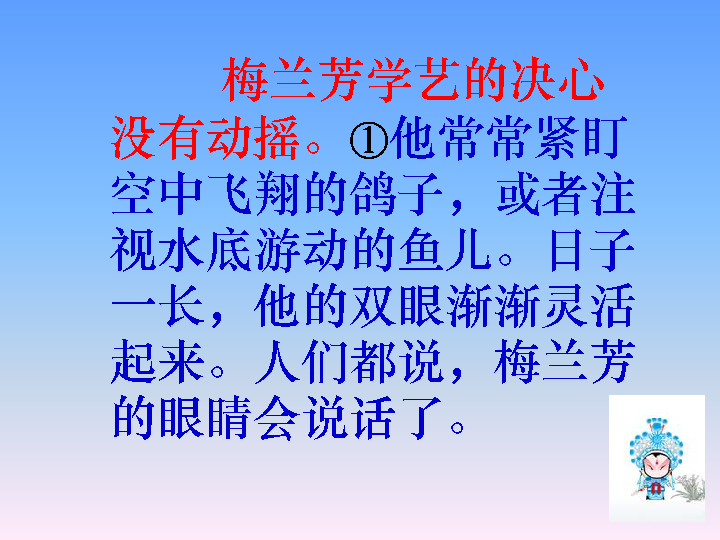 梅兰芳学艺的决心
没有动摇。①他常常紧盯
空中飞翔的鸽子，或者注
视水底游动的鱼儿。日子
一长，他的双眼渐渐灵活
起来。人们都说，梅兰芳
的眼睛会说话了。